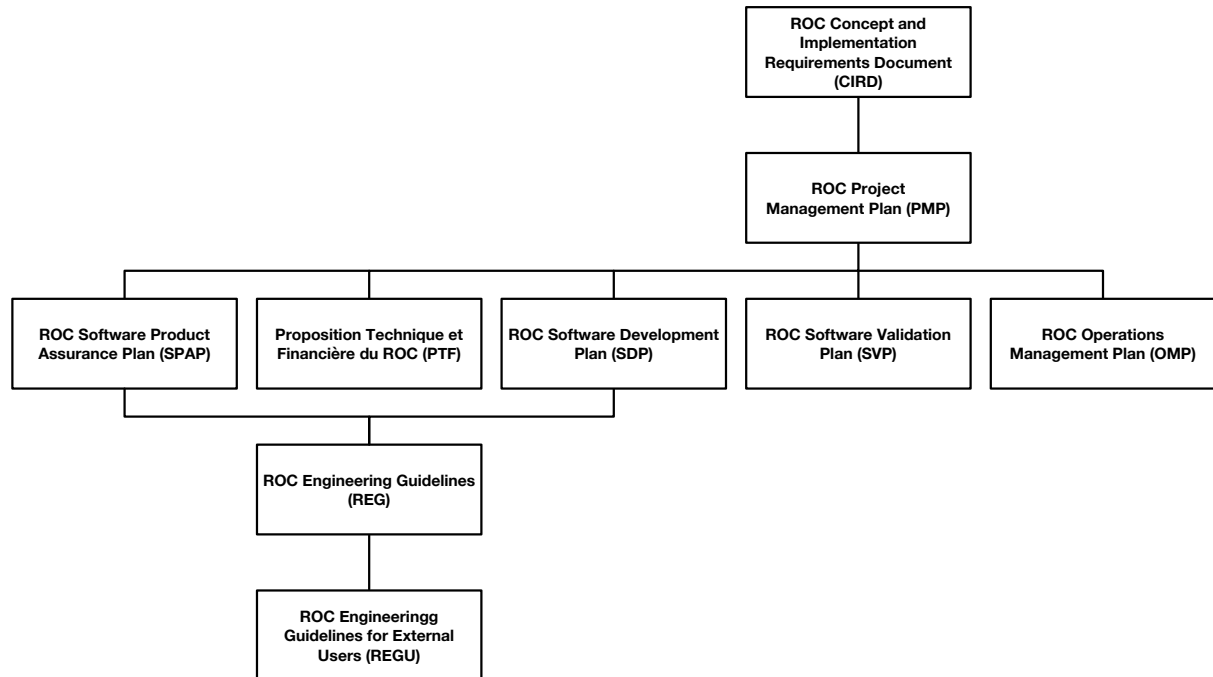 ROC Concept and
Implementation
Requirements Document
(CIRD)
ROC Project
Management Plan (PMP)
ROC Software Product
Assurance Plan (SPAP)
Proposition Technique et
Financière du ROC (PTF)
ROC Software Development
Plan (SDP)
ROC Software Validation
Plan (SVP)
ROC Operations
Management Plan (OMP)
ROC Engineering Guidelines
(REG)
ROC Engineeringg
Guidelines for External
Users (REGU)